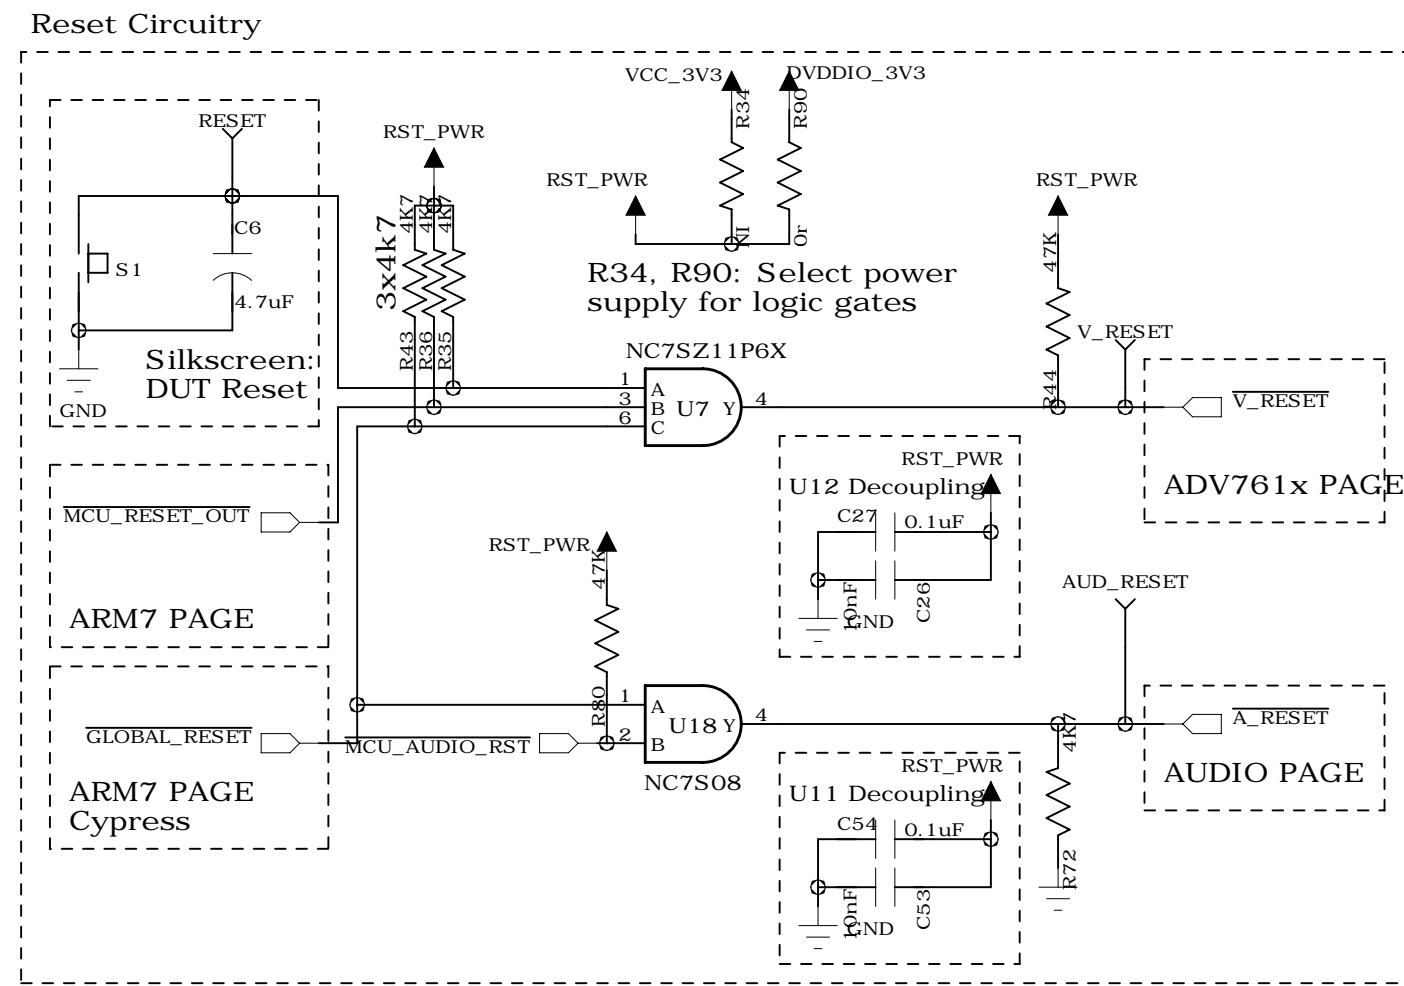 Reset Circuitry
VCC_3V3
DVDDIO_3V3
R34
R90
RESET
RST_PWR
RST_PWR
RST_PWR
4K7
4K7
4K7
C6
NI
0r
47K
3x4k7
S1
R34, R90: Select power
supply for logic gates
4.7uF
V_RESET
R43
R36
R35
NC7SZ11P6X
Silkscreen:
DUT Reset
GND
1
3
6
A
B
C
U7
Y
4
R44
V_RESET
RST_PWR
U12 Decoupling
ADV761x PAGE
MCU_RESET_OUT
C27
0.1uF
RST_PWR
47K
10nF
C26
GND
AUD_RESET
ARM7 PAGE
R80
1
2
A
B
U18
Y
4
4K7
A_RESET
GLOBAL_RESET
MCU_AUDIO_RST
NC7S08
RST_PWR
U11 Decoupling
AUDIO PAGE
ARM7 PAGE
Cypress
C54
0.1uF
10nF
C53
GND
R72